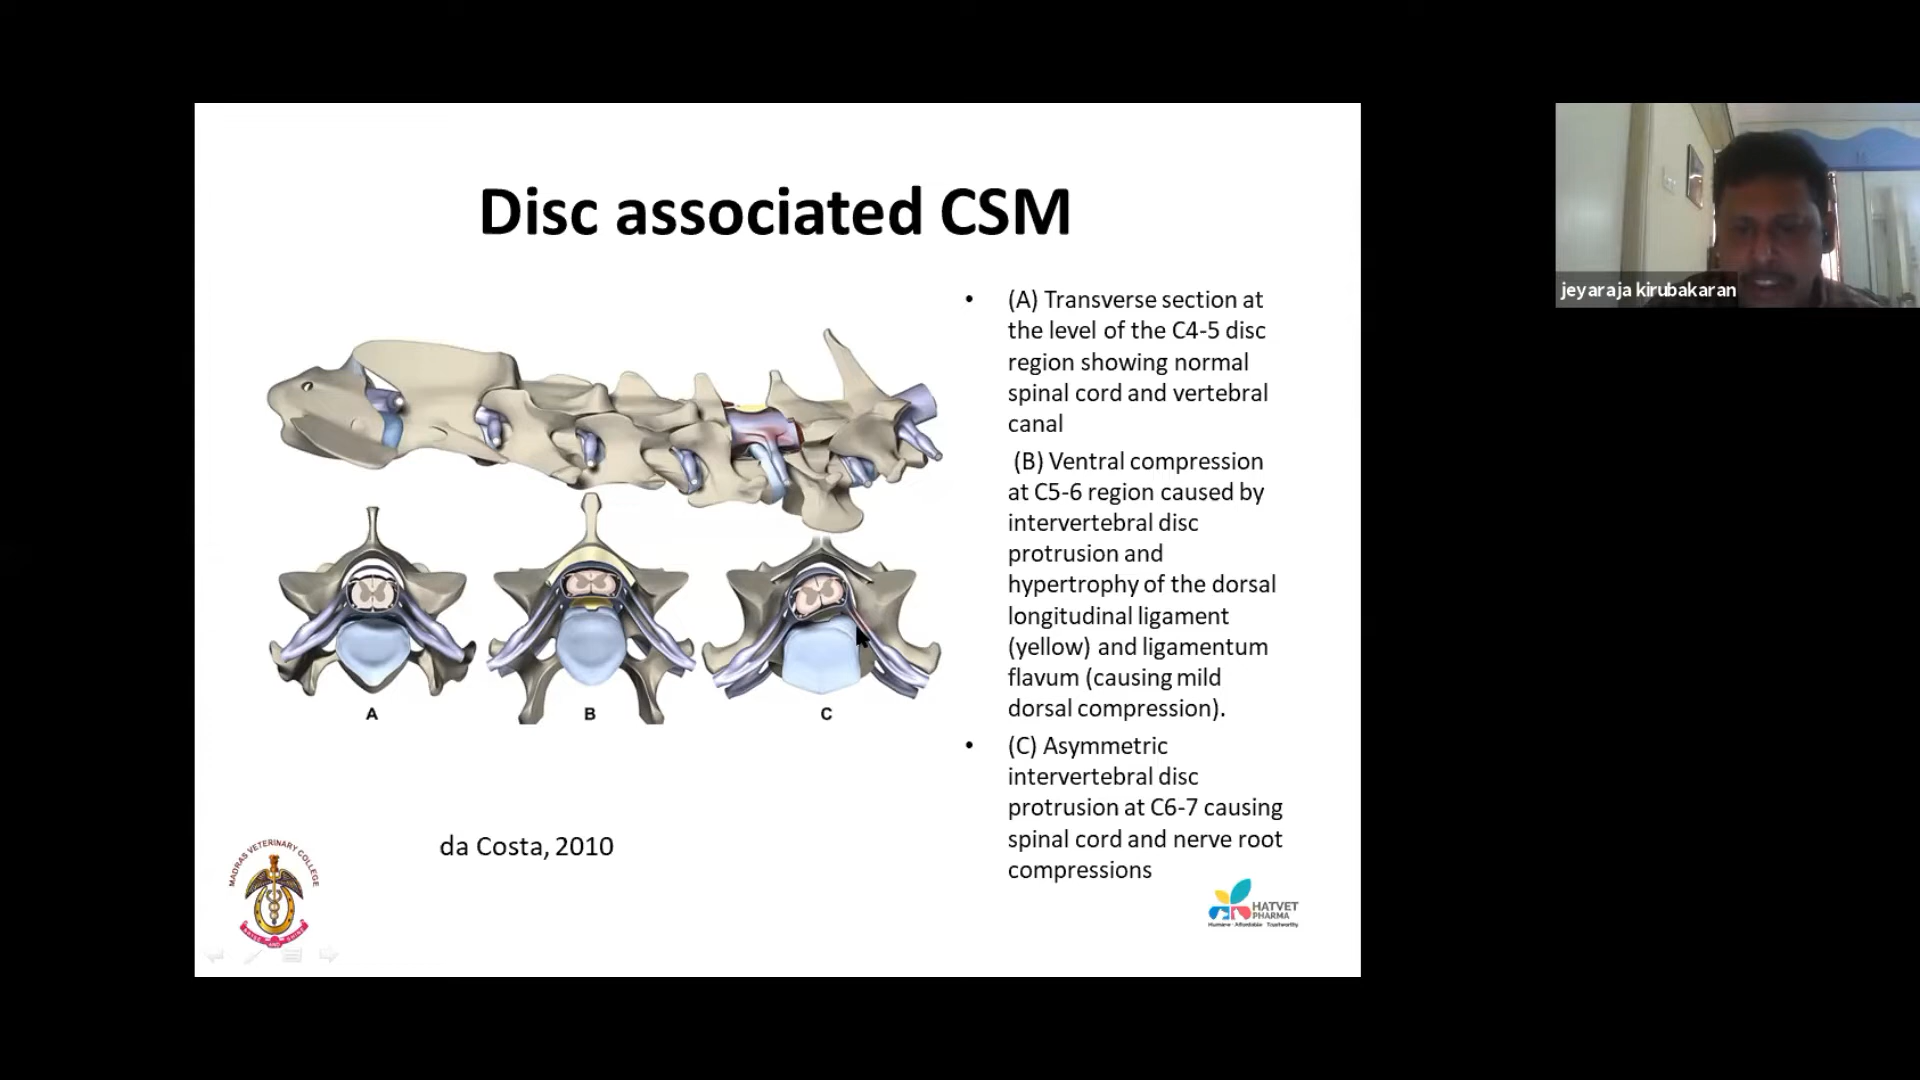 Disc associated CSM
• (A) Transverse section at
the level of the C4-5 disc
region showing normal
spinal cord and vertebral
canal
(B) Ventral compression
at C5-6 region caused by
intervertebral disc
protrusion and
hypertrophy of the dorsal
longitudinal ligament
(yellow) and ligamentum
flavum (causing mild
dorsal compression).
• (C) Asymmetric
intervertebral disc
protrusion at C6-7 causing
spinal cord and nerve root
compressions
A
B
C
da Costa, 2010
MADRAS VETERINARY COLLEGE
HATVET
PHARMA
Humane · Affordable · Trustworthy
jeyaraja kirubakaran